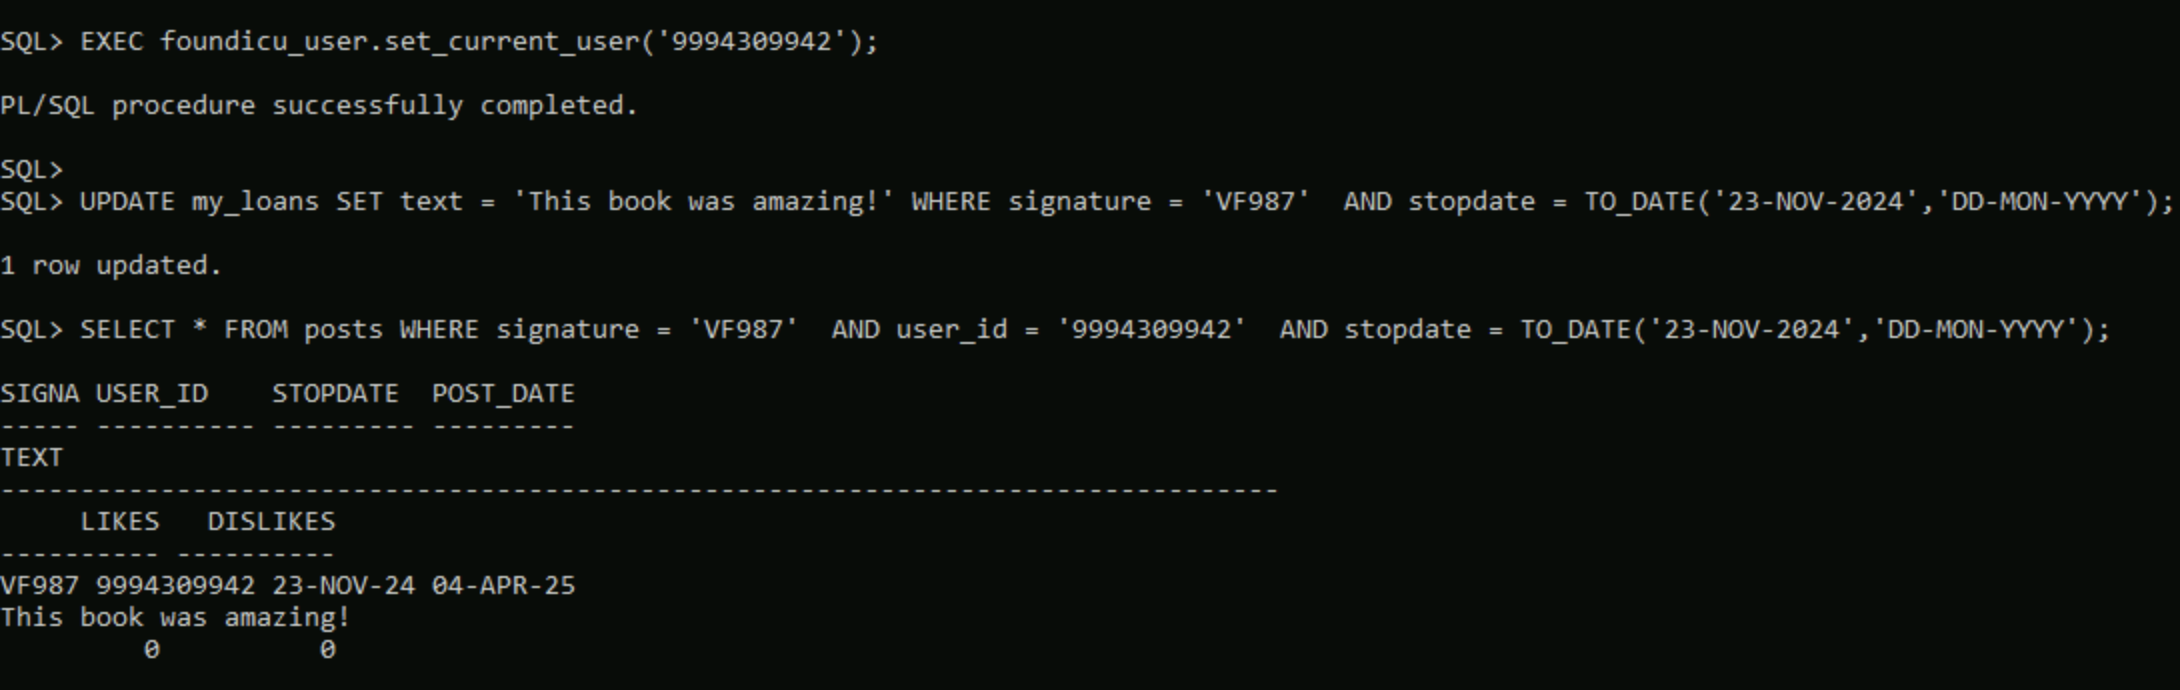 SQL> EXEC foundicu_user.set_current_user('9994309942');
PL/SQL procedure successfully completed.
SQL>
SQL> UPDATE my_loans SET text = 'This book was amazing!' WHERE signature = 'VF987'  AND stopdate = TO_DATE('23-NOV-2024','DD-MON-YYYY');
1 row updated.
SQL> SELECT * FROM posts WHERE signature = 'VF987'  AND user_id = '9994309942'  AND stopdate = TO_DATE('23-NOV-2024','DD-MON-YYYY');
SIGNA USER_ID    STOPDATE  POST_DATE
----- ---------- --------- ---------
TEXT
--------------------------------------------------------------------------------
     LIKES   DISLIKES
---------- ----------
VF987 9994309942 23-NOV-24 04-APR-25
This book was amazing!
         0          0